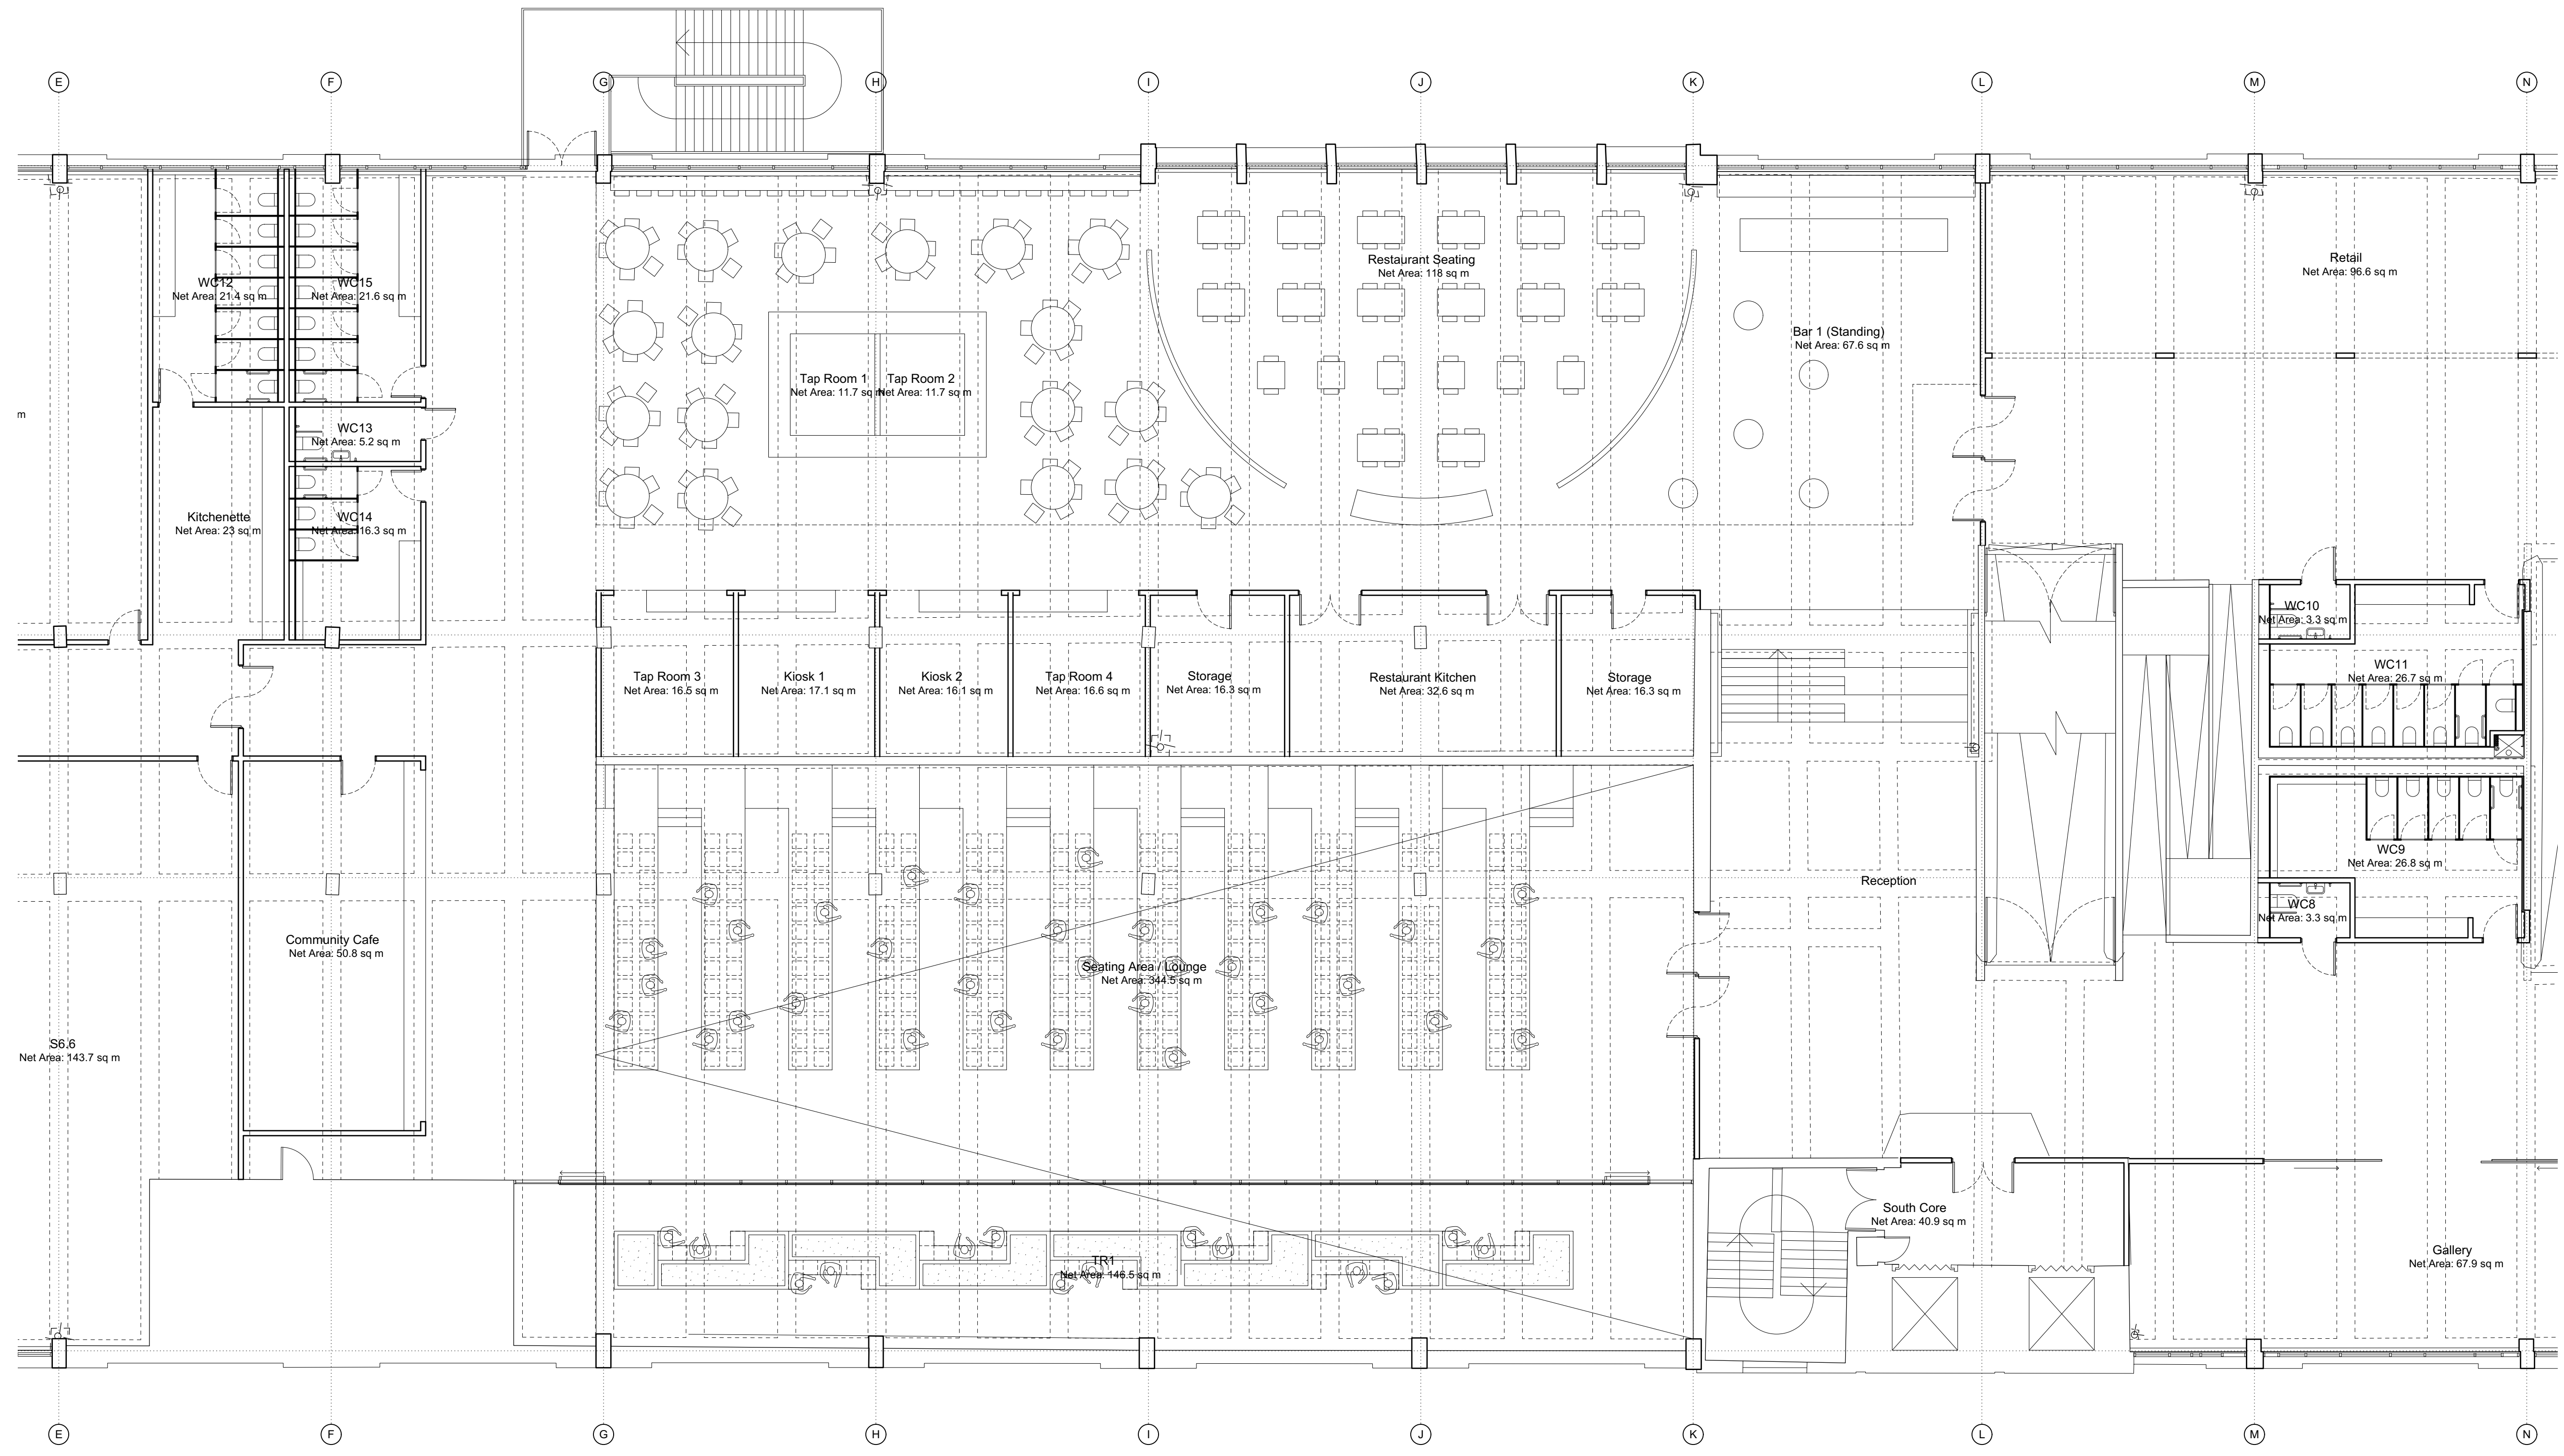 E
F
G
H
I
J
K
L
M
N
WC12
Net Area: 21.4 sq m
WC15
Net Area: 21.6 sq m
Restaurant Seating
Net Area: 118 sq m
Retail
Net Area: 96.6 sq m
Bar 1 (Standing)
Net Area: 67.6 sq m
Tap Room 1
Net Area: 11.7 sq m
Tap Room 2
Net Area: 11.7 sq m
m
WC13
Net Area: 5.2 sq m
Kitchenette
Net Area: 23 sq m
WC14
Net Area: 16.3 sq m
WC10
Net Area: 3.3 sq m
WC11
Net Area: 26.7 sq m
Tap Room 3
Net Area: 16.5 sq m
Kiosk 1
Net Area: 17.1 sq m
Kiosk 2
Net Area: 16.1 sq m
Tap Room 4
Net Area: 16.6 sq m
Storage
Net Area: 16.3 sq m
Restaurant Kitchen
Net Area: 32.6 sq m
Storage
Net Area: 16.3 sq m
WC9
Net Area: 26.8 sq m
Reception
WC8
Net Area: 3.3 sq m
Community Cafe
Net Area: 50.8 sq m
Seating Area / Lounge
Net Area: 344.5 sq m
S6.6
Net Area: 143.7 sq m
South Core
Net Area: 40.9 sq m
TR1
Net Area: 146.5 sq m
Gallery
Net Area: 67.9 sq m
E
F
G
H
I
J
K
L
M
N